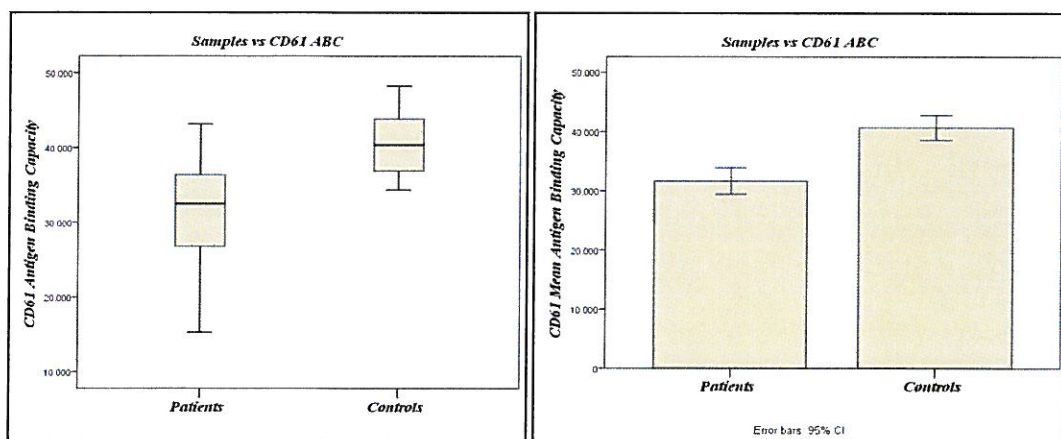 Samples vs CD61 ABC
CD61 Antigen Binding Capacity
50 000
40 000
30 000
20 000
10 000
Patients
Controls
Samples vs CD61 ABC
CD61 Mean Antigen Binding Capacity
50 000
40 000
30 000
20 000
10 000
0
Patients
Controls
Error bars: 95% CI